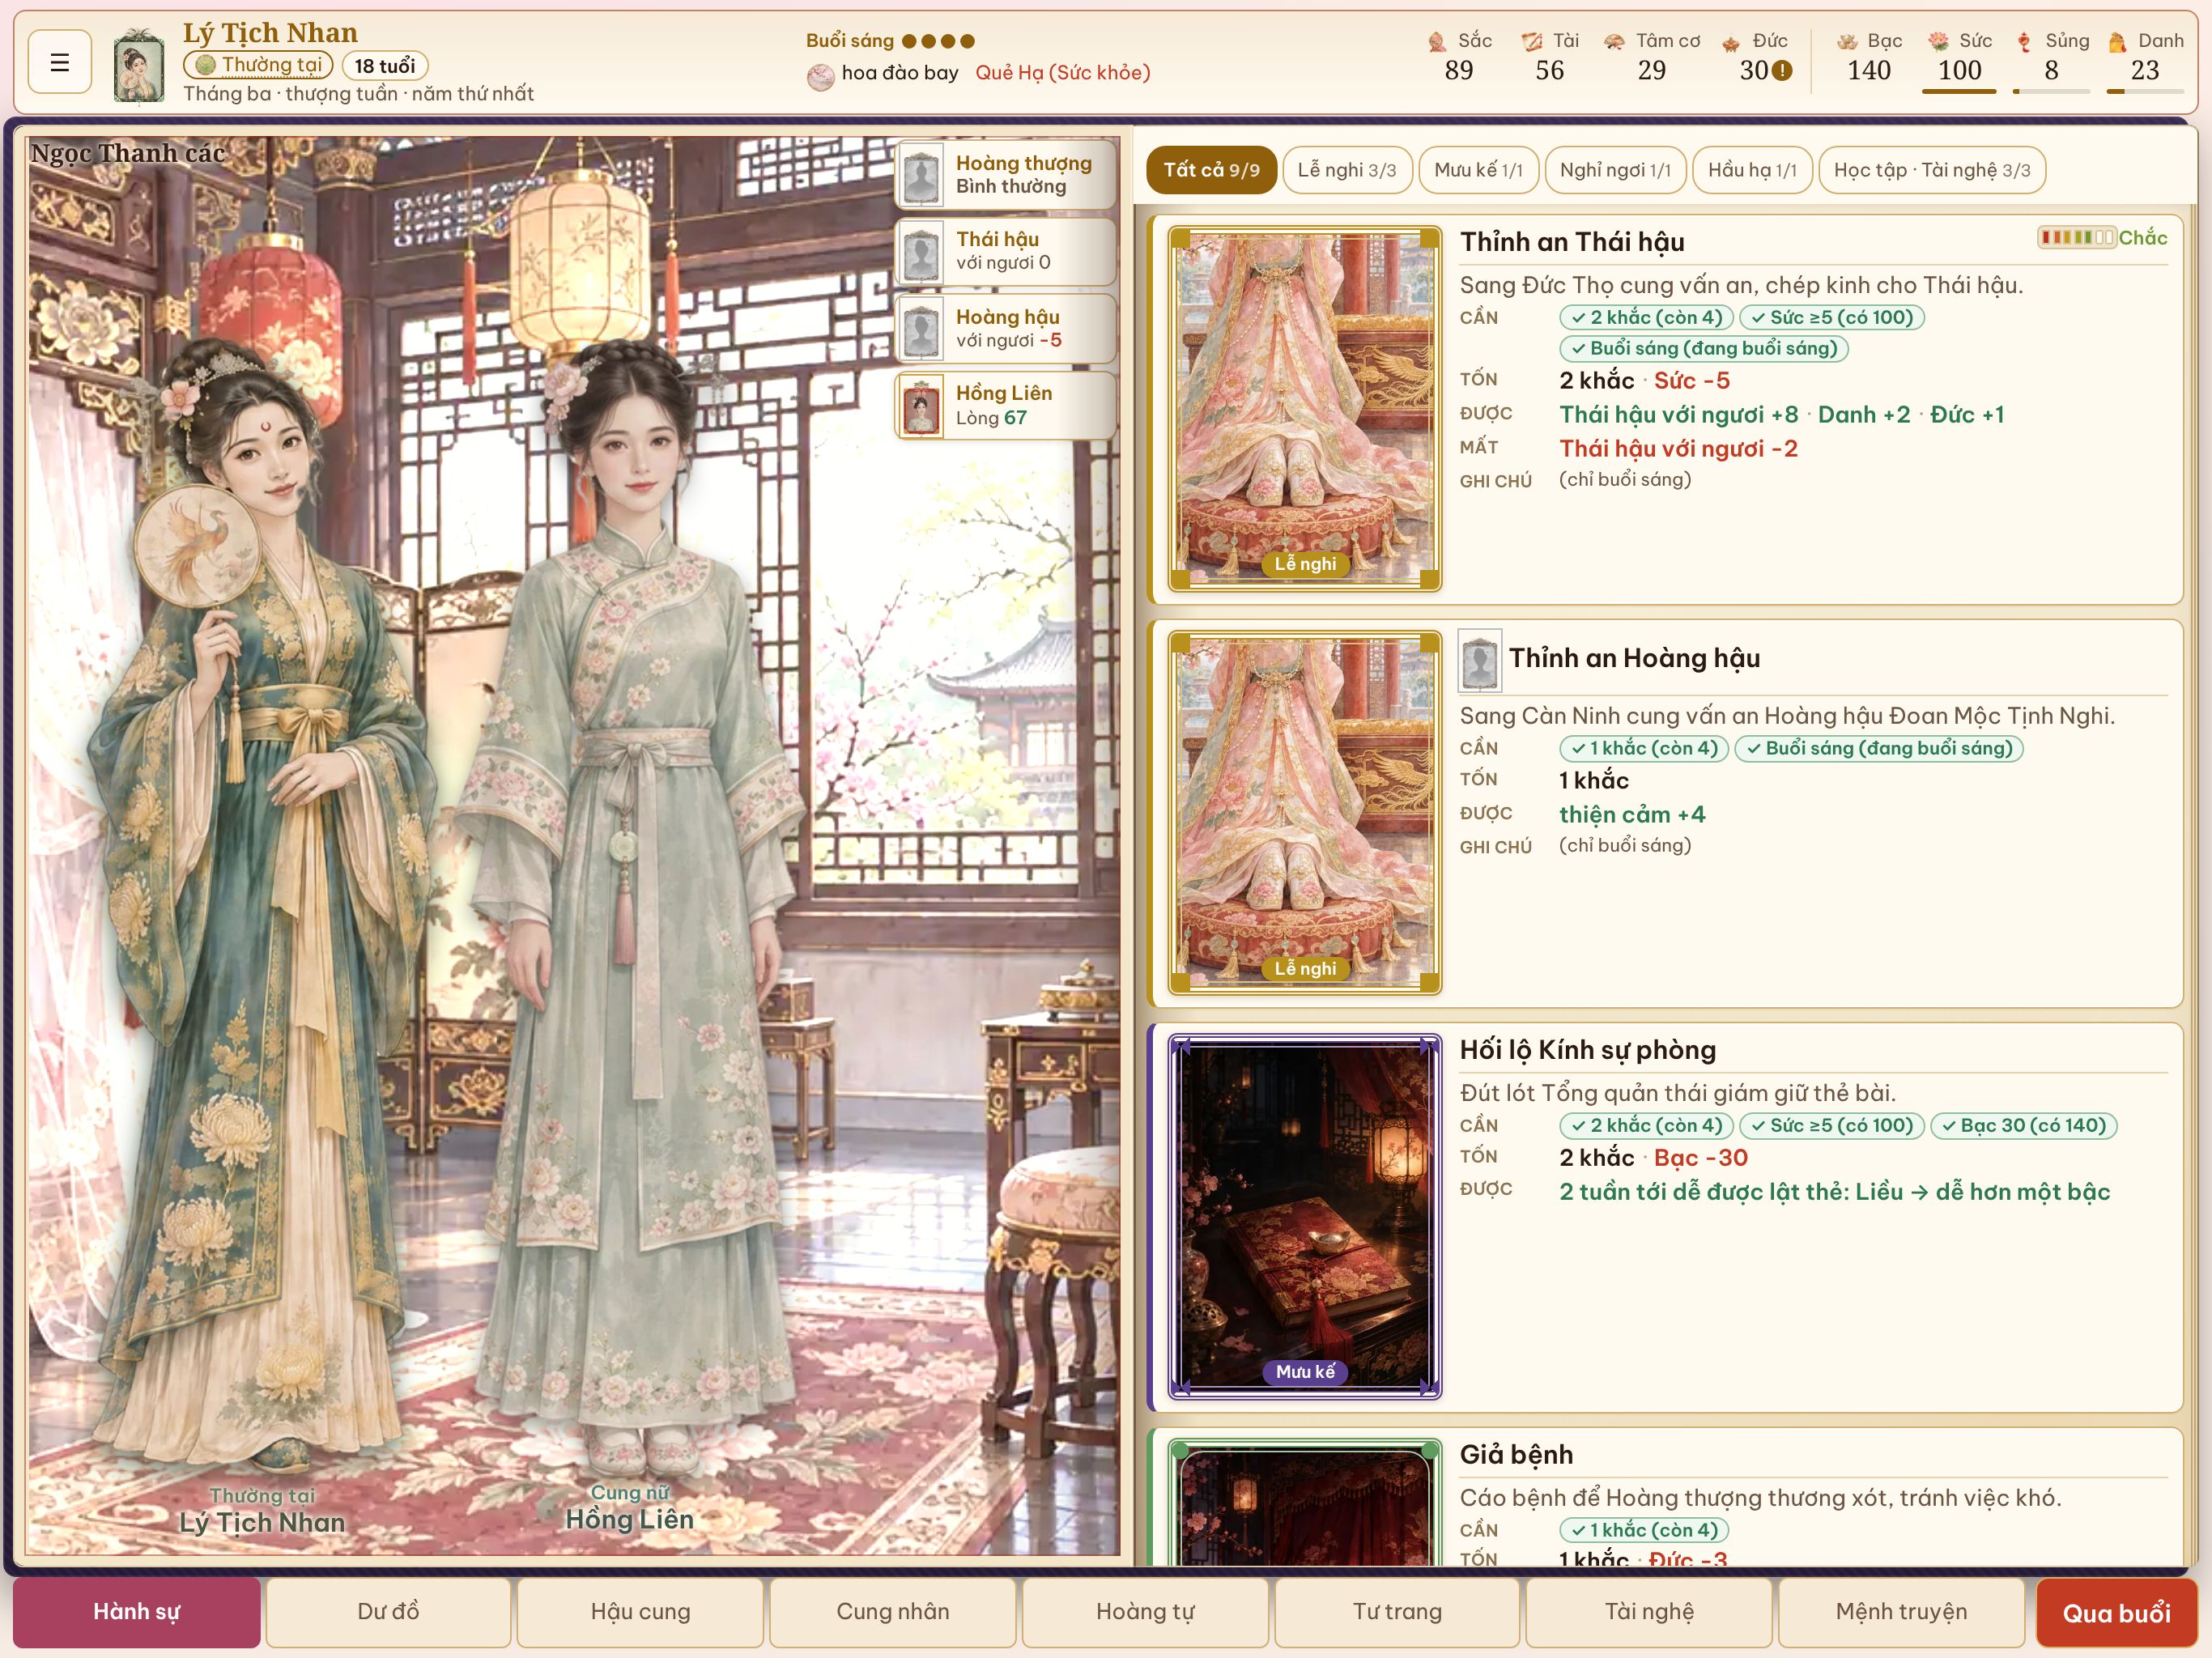 ☰
Lý Tịch Nhan
Thường tại 18 tuổi
Tháng ba · thượng tuần · năm thứ nhất
Buổi sáng
hoa đào bay Quẻ Hạ (Sức khỏe)
Sắc Tài Tâm cơ Đức Bạc Sức Sủng Danh
89 56 29 30 ! 140 100 8 23
Ngọc Thanh các
Hoàng thượng
Bình thường
Thái hậu
với ngươi 0
Hoàng hậu
với ngươi -5
Hồng Liên
Lòng 67
Thường tại
Lý Tịch Nhan
Cung nữ
Hồng Liên
Tất cả 9/9 Lễ nghi 3/3 Mưu kế 1/1 Nghỉ ngơi 1/1 Hầu hạ 1/1 Học tập · Tài nghệ 3/3
Lễ nghi
Thỉnh an Thái hậu Chắc
Sang Đức Thọ cung vấn an, chép kinh cho Thái hậu.
CẦN ✓ 2 khắc (còn 4) ✓ Sức ≥5 (có 100)
✓ Buổi sáng (đang buổi sáng)
TỐN 2 khắc · Sức -5
ĐƯỢC Thái hậu với ngươi +8 · Danh +2 · Đức +1
MẤT Thái hậu với ngươi -2
GHI CHÚ (chỉ buổi sáng)
Lễ nghi
Thỉnh an Hoàng hậu
Sang Càn Ninh cung vấn an Hoàng hậu Đoan Mộc Tịnh Nghi.
CẦN ✓ 1 khắc (còn 4) ✓ Buổi sáng (đang buổi sáng)
TỐN 1 khắc
ĐƯỢC thiện cảm +4
GHI CHÚ (chỉ buổi sáng)
Mưu kế
Hối lộ Kính sự phòng
Đút lót Tổng quản thái giám giữ thẻ bài.
CẦN ✓ 2 khắc (còn 4) ✓ Sức ≥5 (có 100) ✓ Bạc 30 (có 140)
TỐN 2 khắc · Bạc -30
ĐƯỢC 2 tuần tới dễ được lật thẻ: Liều → dễ hơn một bậc
Giả bệnh
Cáo bệnh để Hoàng thượng thương xót, tránh việc khó.
CẦN ✓ 1 khắc (còn 4)
TỐN 1 khắc · Đức -3
Hành sự Dư đồ Hậu cung Cung nhân Hoàng tự Tư trang Tài nghệ Mệnh truyện Qua buổi